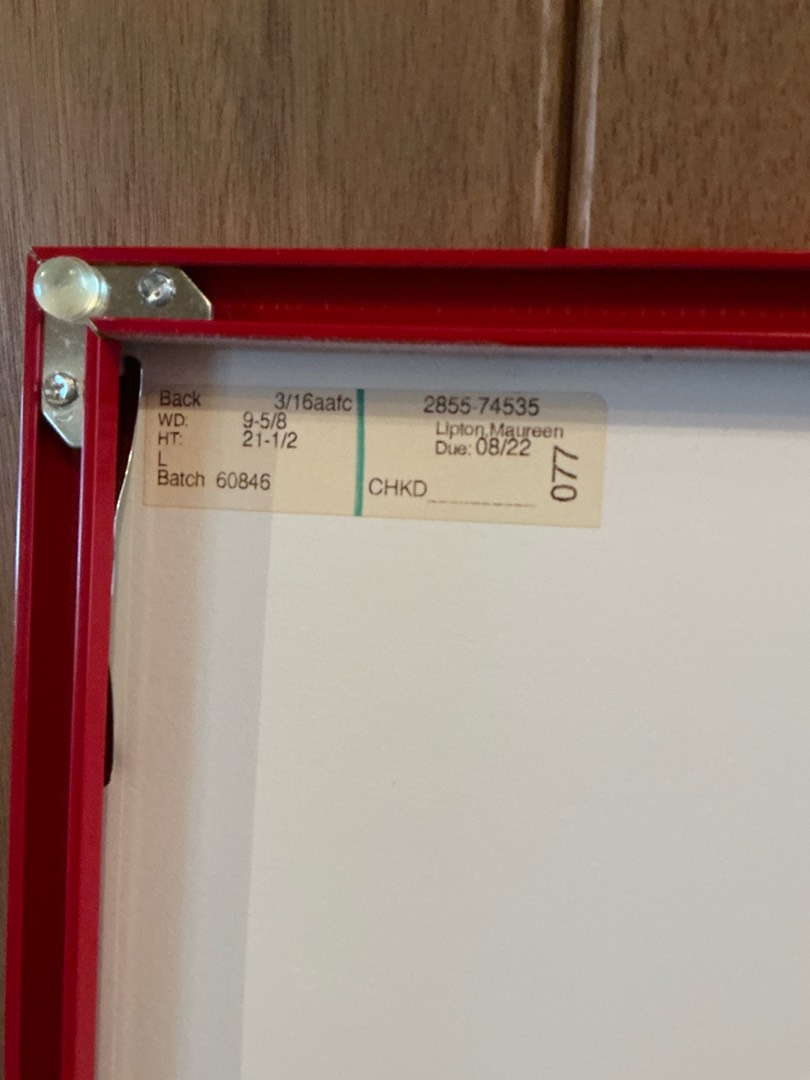 Back 3/16aafc
WD: 9-5/8
HT: 21-1/2
L
Batch 60846
2855-74535
Lipton,Maureen
Due: 08/22
CHKD
077